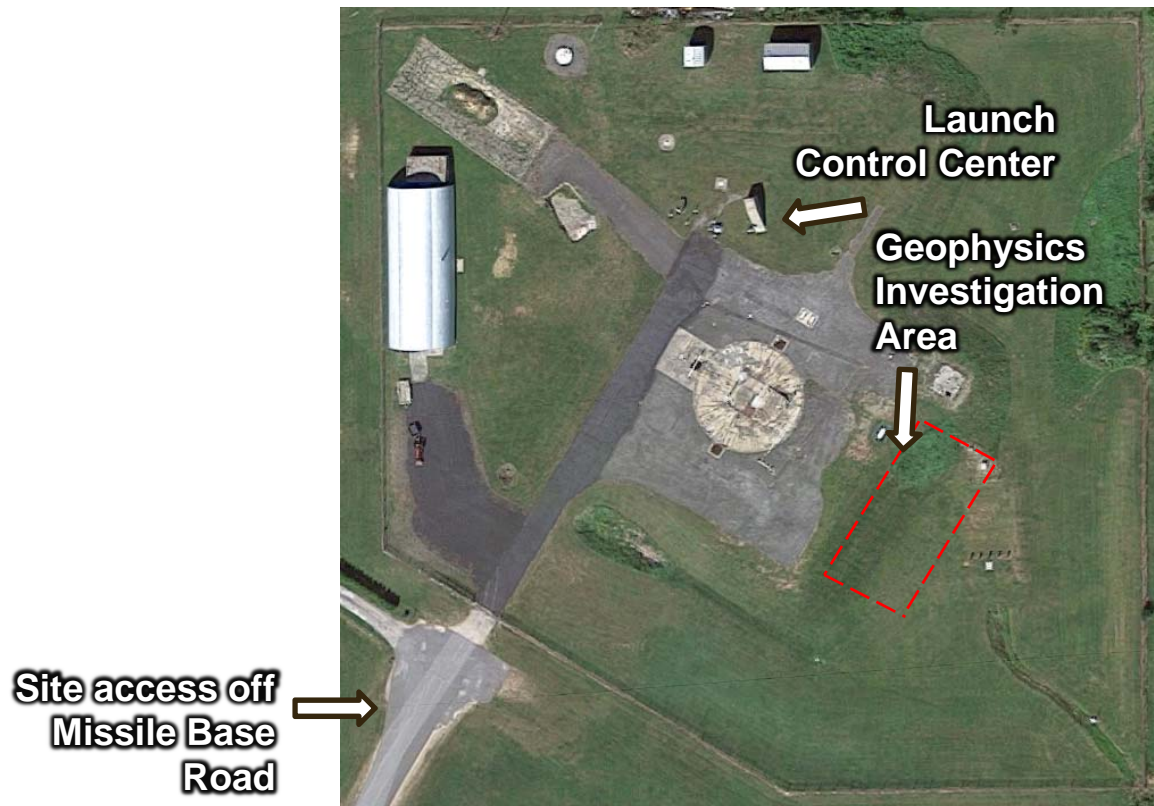 Launch
Control Center
Geophysics
Investigation
Area
Site access off
Missile Base
Road